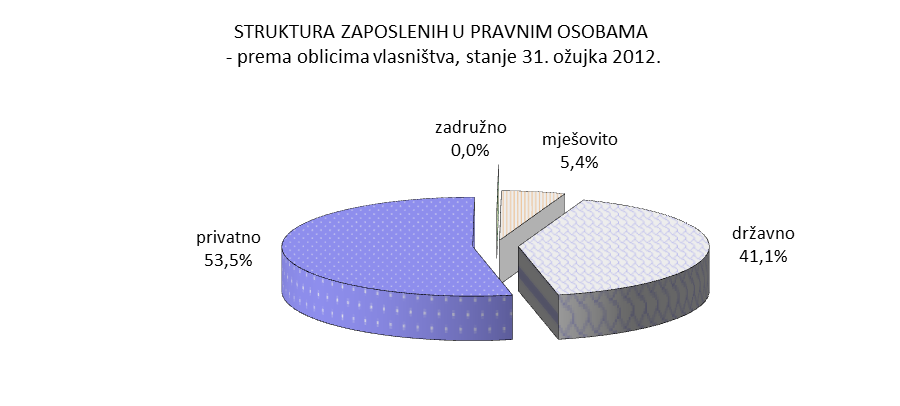 STRUKTURA ZAPOSLENIH U PRAVNIM OSOBAMA
- prema oblicima vlasništva, stanje 31. ožujka 2012.
zadružno
0,0%
mješovito
5,4%
privatno
53,5%
državno
41,1%